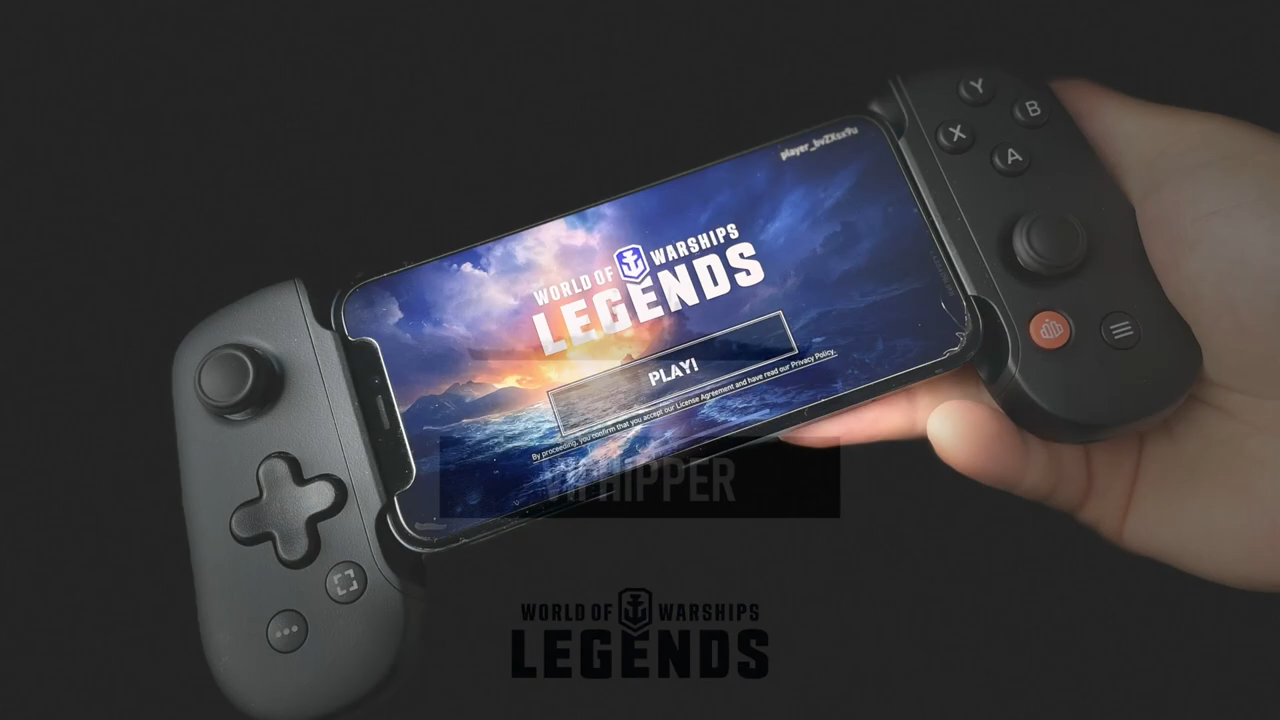 Y
B
X
A
WORLD OF WARSHIPS
LEGENDS
PLAY!
By proceeding, you confirm that you accept our License Agreement and have read our Privacy Policy.
WORLD OF WARSHIPS
LEGENDS